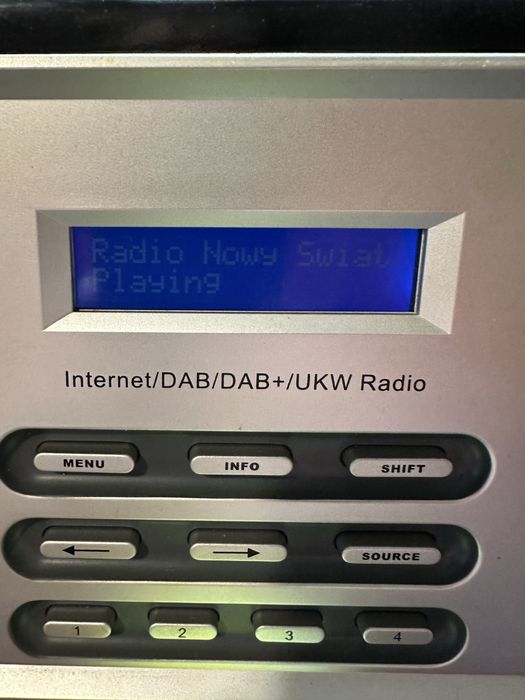 Radio Nowy Swiat
Playing
Internet/DAB/DAB+/UKW Radio
MENU INFO SHIFT
← → SOURCE
1 2 3 4